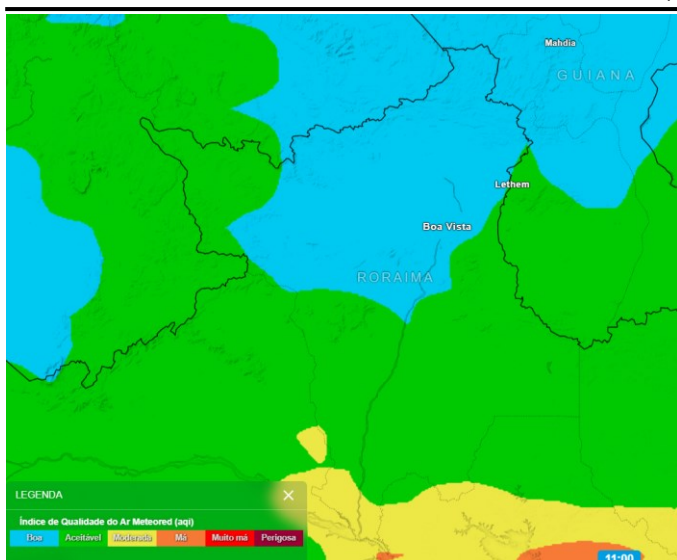 Mahdia
GUIANA
Lethem
Boa Vista
RORAIMA
LEGENDA
Índice de Qualidade do Ar Meteored (aqi)
Boa Aceitável Moderada Má Muito má Perigosa
11:00